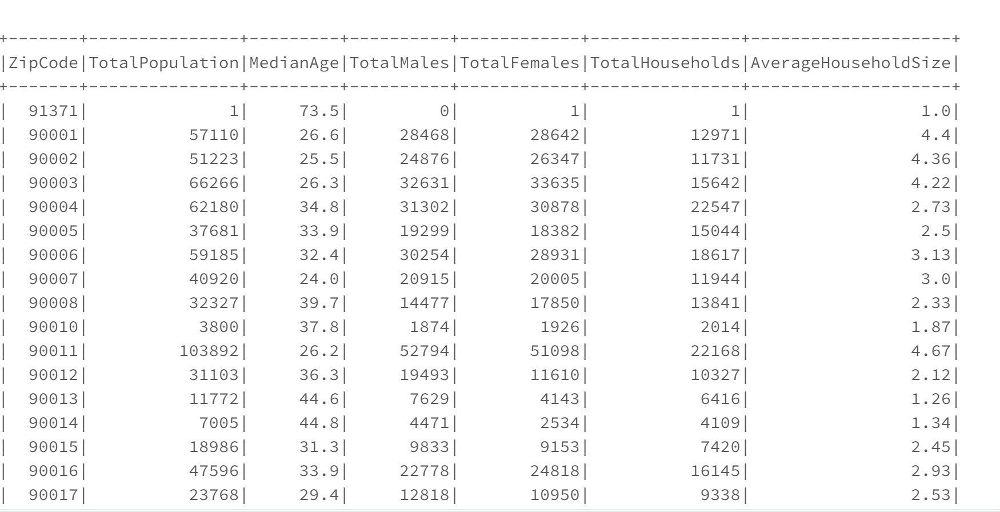 +-------+---------------+---------+----------+------------+---------------+--------------------+
|ZipCode|TotalPopulation|MedianAge|TotalMales|TotalFemales|TotalHouseholds|AverageHouseholdSize|
+-------+---------------+---------+----------+------------+---------------+--------------------+
|  91371|              1|     73.5|         0|           1|              1|                 1.0|
|  90001|          57110|     26.6|     28468|       28642|          12971|                 4.4|
|  90002|          51223|     25.5|     24876|       26347|          11731|                4.36|
|  90003|          66266|     26.3|     32631|       33635|          15642|                4.22|
|  90004|          62180|     34.8|     31302|       30878|          22547|                2.73|
|  90005|          37681|     33.9|     19299|       18382|          15044|                 2.5|
|  90006|          59185|     32.4|     30254|       28931|          18617|                3.13|
|  90007|          40920|     24.0|     20915|       20005|          11944|                 3.0|
|  90008|          32327|     39.7|     14477|       17850|          13841|                2.33|
|  90010|           3800|     37.8|      1874|        1926|           2014|                1.87|
|  90011|         103892|     26.2|     52794|       51098|          22168|                4.67|
|  90012|          31103|     36.3|     19493|       11610|          10327|                2.12|
|  90013|          11772|     44.6|      7629|        4143|           6416|                1.26|
|  90014|           7005|     44.8|      4471|        2534|           4109|                1.34|
|  90015|          18986|     31.3|      9833|        9153|           7420|                2.45|
|  90016|          47596|     33.9|     22778|       24818|          16145|                2.93|
|  90017|          23768|     29.4|     12818|       10950|           9338|                2.53|